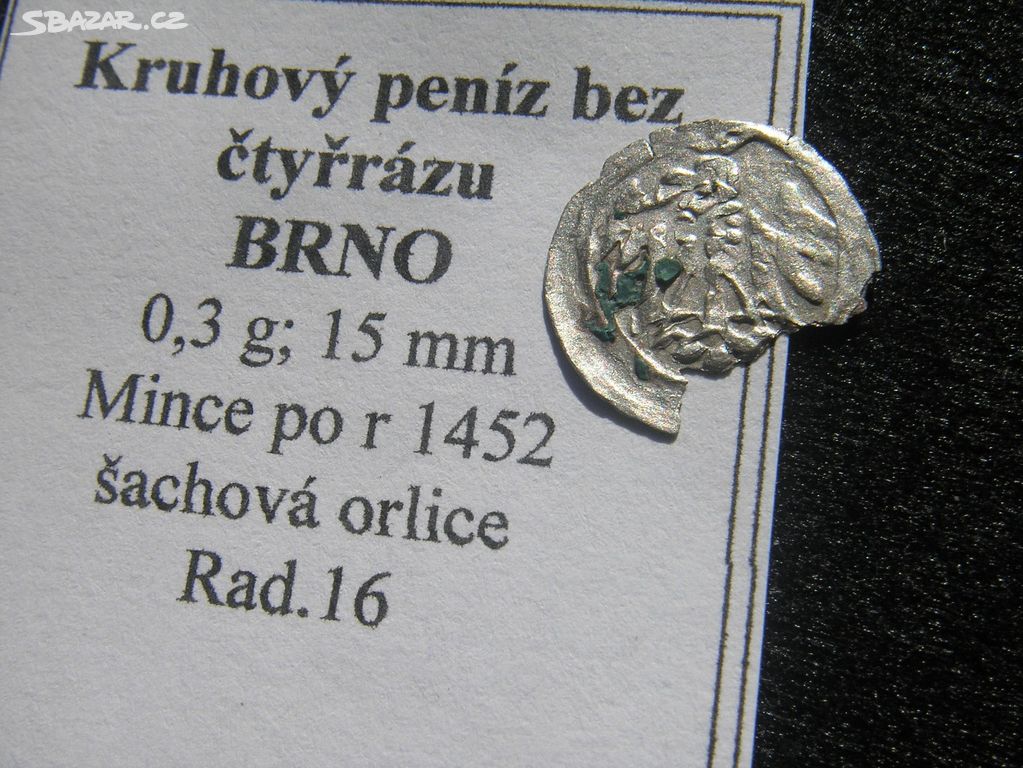 SBAZAR.CZ
Kruhový peníz bez
čtyřrázu
BRNO
0,3 g; 15 mm
Mince po r 1452
šachová orlice
Rad.16